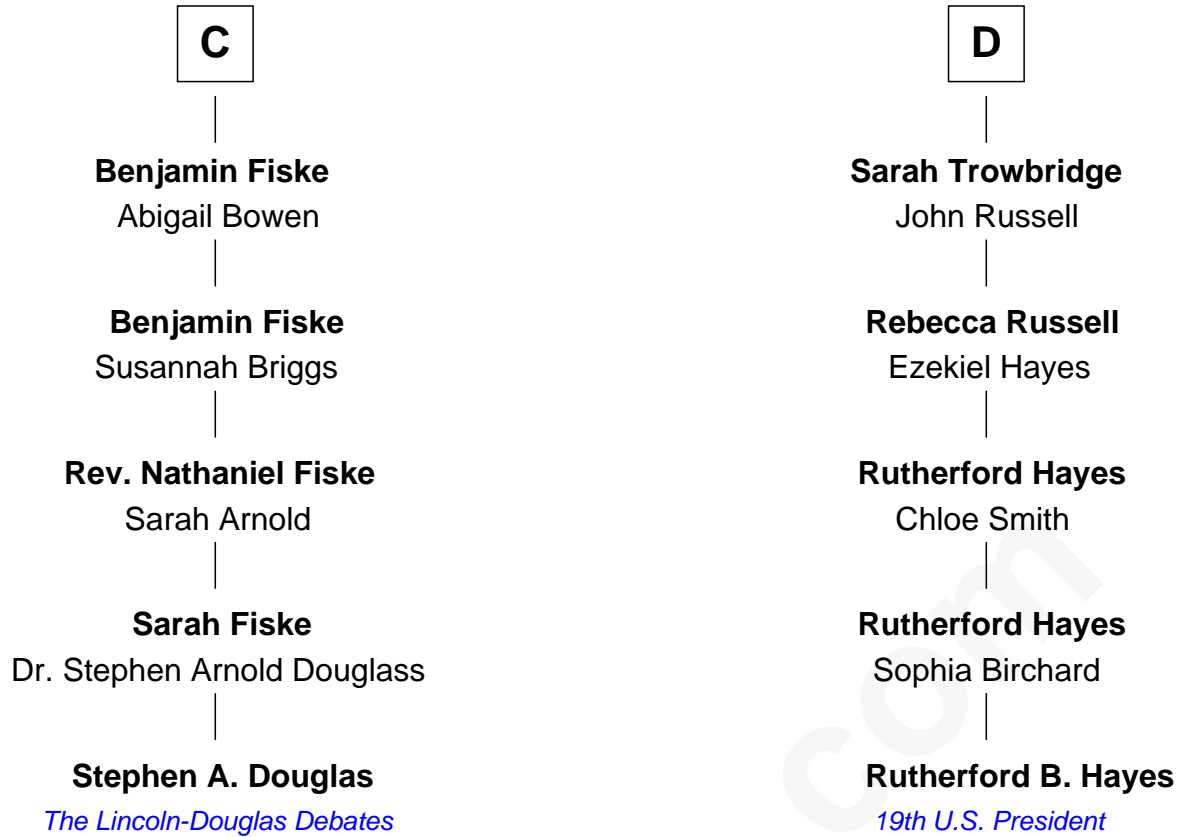 C
Benjamin Fiske
Abigail Bowen
Benjamin Fiske
Susannah Briggs
Rev. Nathaniel Fiske
Sarah Arnold
Sarah Fiske
Dr. Stephen Arnold Douglass
Stephen A. Douglas
The Lincoln-Douglas Debates
D
Sarah Trowbridge
John Russell
Rebecca Russell
Ezekiel Hayes
Rutherford Hayes
Chloe Smith
Rutherford Hayes
Sophia Birchard
Rutherford B. Hayes
19th U.S. President
com